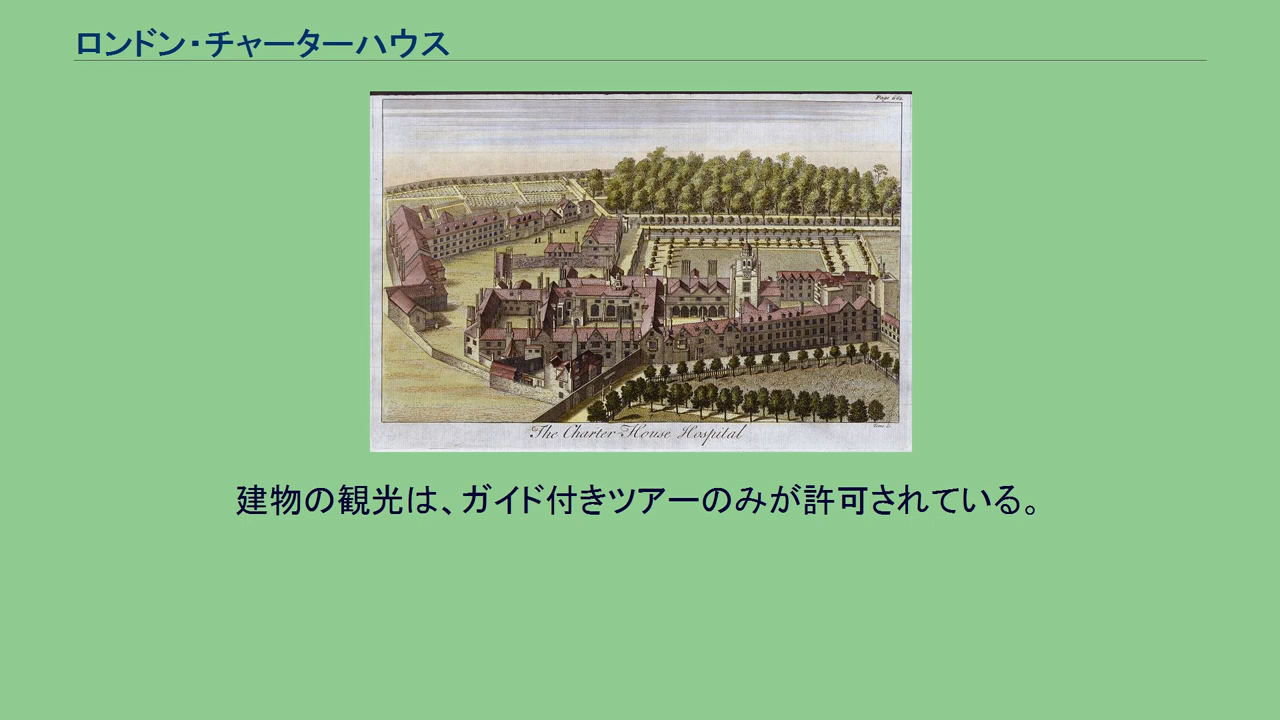 ロンドン・チャーターハウス
The Charter House Hospital
建物の観光は、ガイド付きツアーのみが許可されている。